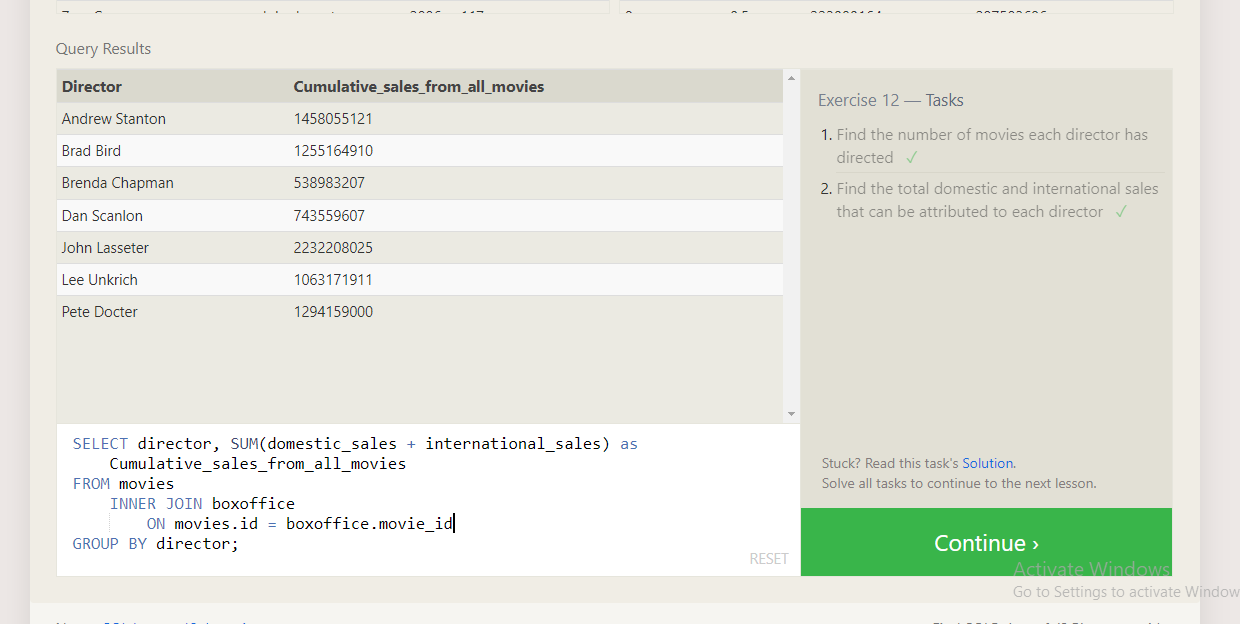 Query Results
Director Cumulative_sales_from_all_movies
Andrew Stanton 1458055121
Brad Bird 1255164910
Brenda Chapman 538983207
Dan Scanlon 743559607
John Lasseter 2232208025
Lee Unkrich 1063171911
Pete Docter 1294159000
SELECT director, SUM(domestic_sales + international_sales) as
Cumulative_sales_from_all_movies
FROM movies
INNER JOIN boxoffice
ON movies.id = boxoffice.movie_id
GROUP BY director;
RESET
Exercise 12 — Tasks
1. Find the number of movies each director has
directed ✓
2. Find the total domestic and international sales
that can be attributed to each director ✓
Stuck? Read this task's Solution.
Solve all tasks to continue to the next lesson.
Continue ›
Activate Windows
Go to Settings to activate Window